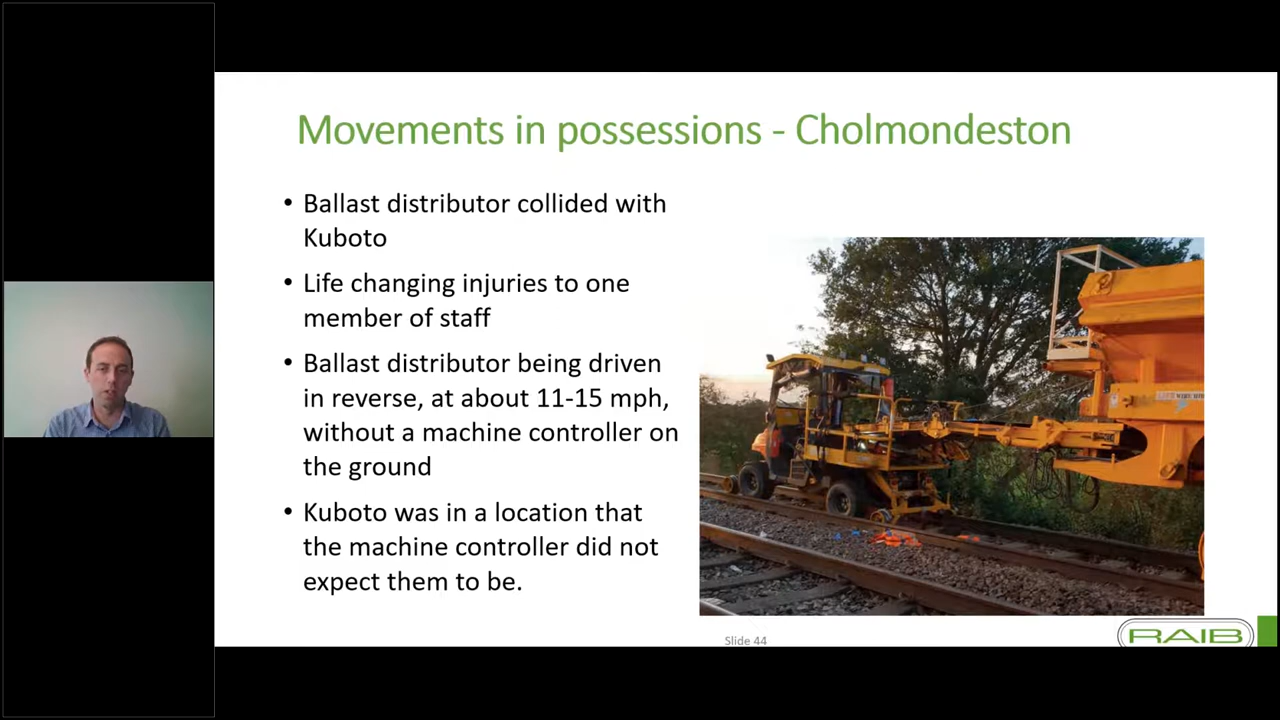 Movements in possessions - Cholmondeston
• Ballast distributor collided with
Kuboto
• Life changing injuries to one
member of staff
• Ballast distributor being driven
in reverse, at about 11-15 mph,
without a machine controller on
the ground
• Kuboto was in a location that
the machine controller did not
expect them to be.
Slide 44
RAIB